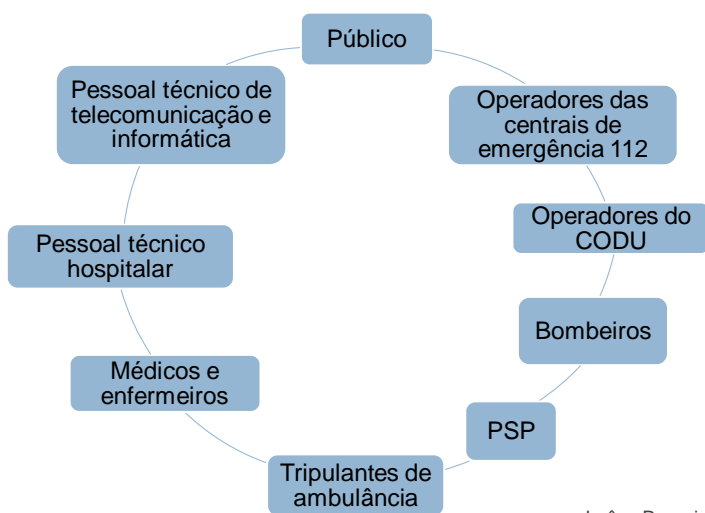 Público
Operadores das
centrais de
emergência 112
Operadores do
CODU
Bombeiros
PSP
Tripulantes de
ambulância
Médicos e
enfermeiros
Pessoal técnico
hospitalar
Pessoal técnico de
telecomunicação e
informática